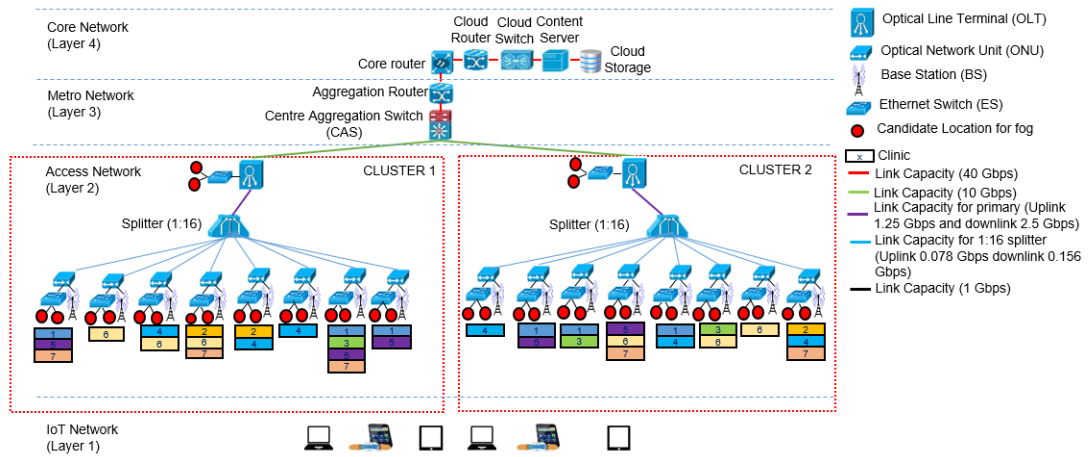 Core Network
(Layer 4)
Cloud Router
Cloud Switch
Content Server
Core router
Cloud Storage
Metro Network
(Layer 3)
Aggregation Router
Centre Aggregation Switch
(CAS)
Access Network
(Layer 2)
CLUSTER 1
CLUSTER 2
Splitter (1:16)
Splitter (1:16)
1
5
7
6
4
6
2
6
7
2
4
4
1
3
5
7
1
5
4
1
5
1
3
5
6
7
1
4
3
6
6
2
4
7
IoT Network
(Layer 1)
Optical Line Terminal (OLT)
Optical Network Unit (ONU)
Base Station (BS)
Ethernet Switch (ES)
Candidate Location for fog
x
Clinic
Link Capacity (40 Gbps)
Link Capacity (10 Gbps)
Link Capacity for primary (Uplink
1.25 Gbps and downlink 2.5 Gbps)
Link Capacity for 1:16 splitter
(Uplink 0.078 Gbps downlink 0.156
Gbps)
Link Capacity (1 Gbps)